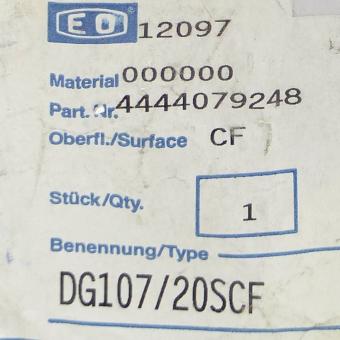 EO 12097
Material 000000
Part. Nr. 4444079248
Oberfl./Surface CF
Stück/Qty. 1
Benennung/Type
DG107/20SCF